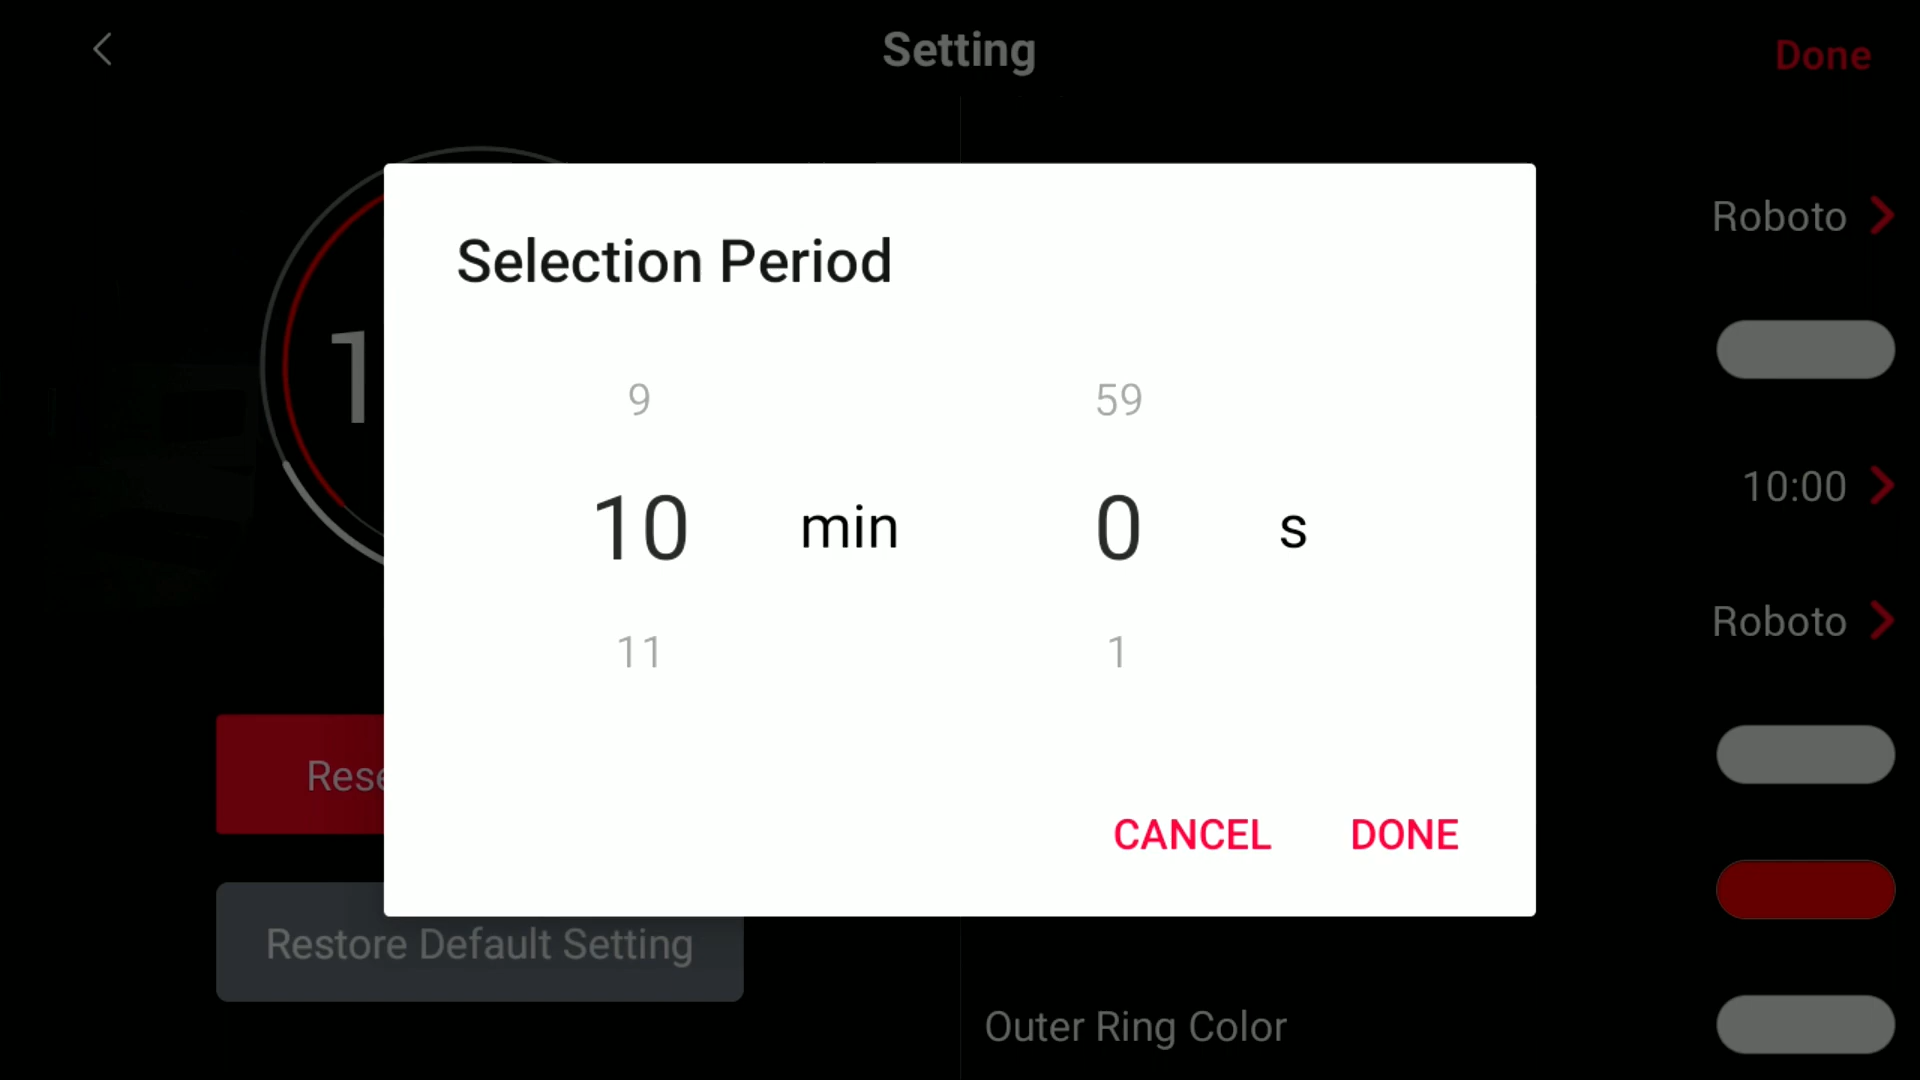 Setting
Done
Roboto
10:00
Roboto
Selection Period
9
59
10 min 0 s
11
1
CANCEL DONE
Restore Default Setting
Outer Ring Color